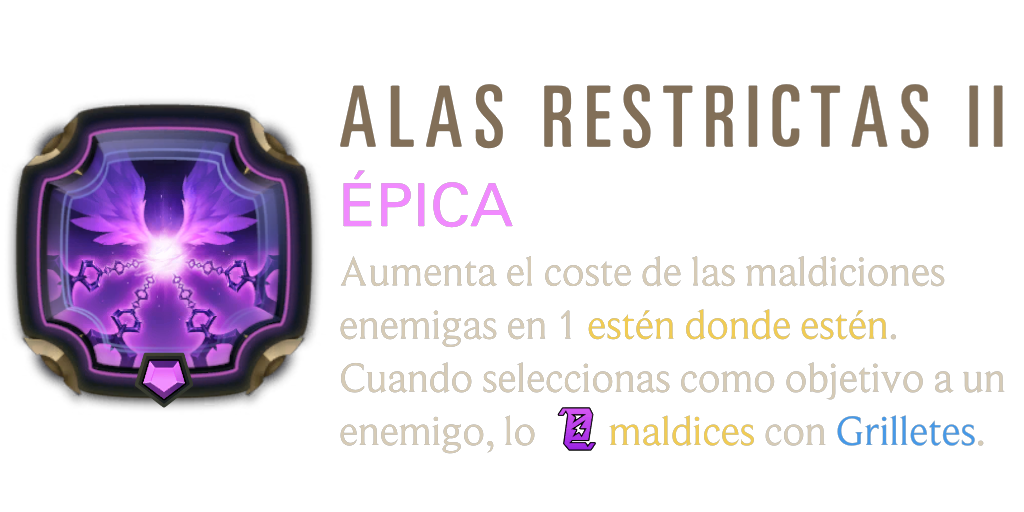 ALAS RESTRICTAS II
ÉPICA
Aumenta el coste de las maldiciones
enemigas en 1 estén donde estén.
Cuando seleccionas como objetivo a un
enemigo, lo maldices con Grilletes.